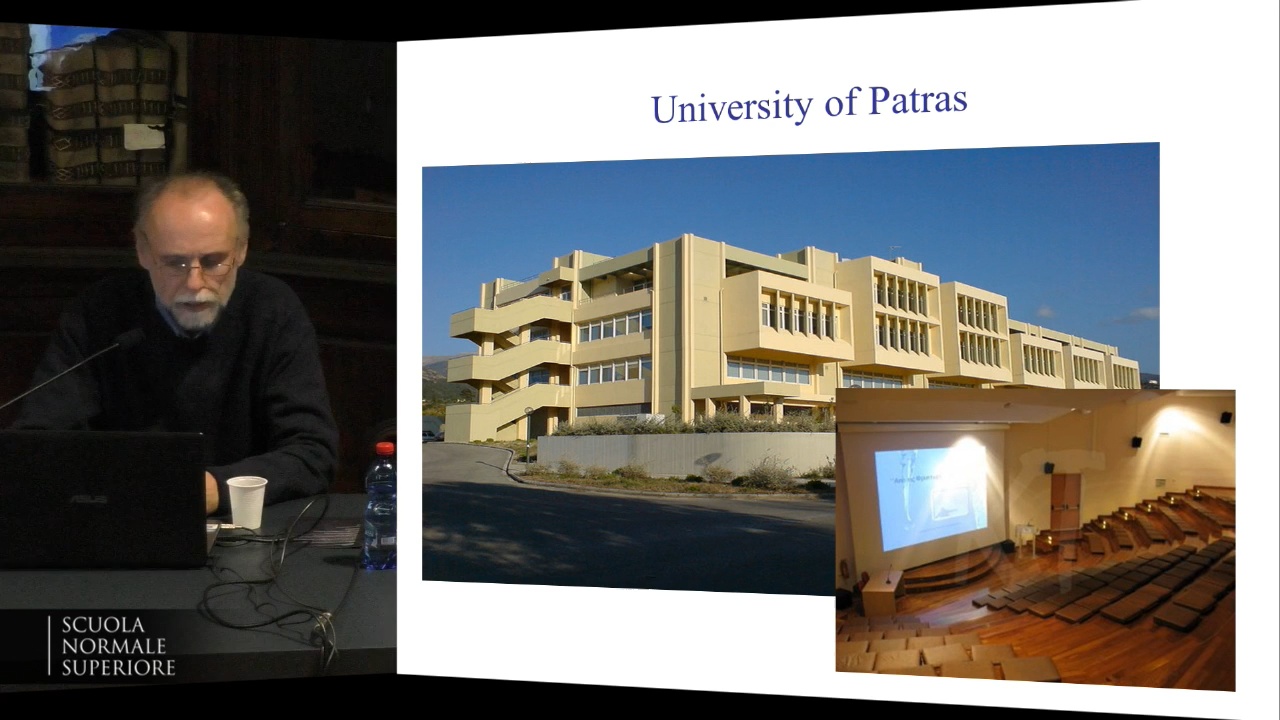 University of Patras
ASUS
SCUOLA
NORMALE
SUPERIORE